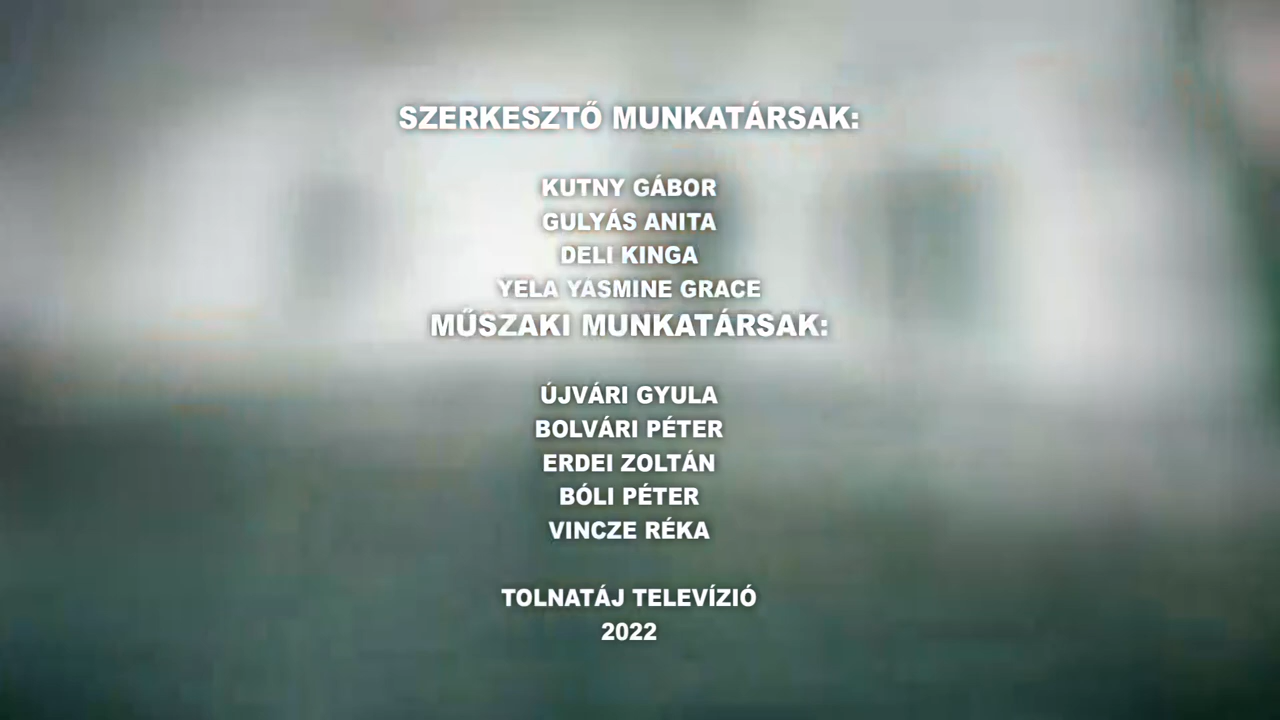 SZERKESZTŐ MUNKATÁRSAK:
KUTNY GÁBOR
GULYÁS ANITA
DELI KINGA
YELA YASMINE GRACE
MŰSZAKI MUNKATÁRSAK:
ÚJVÁRI GYULA
BOLVÁRI PÉTER
ERDEI ZOLTÁN
BÓLI PÉTER
VINCZE RÉKA
TOLNATÁJ TELEVÍZIÓ
2022